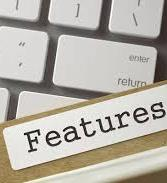 {
}
"
'
|
\
enter
return
Features